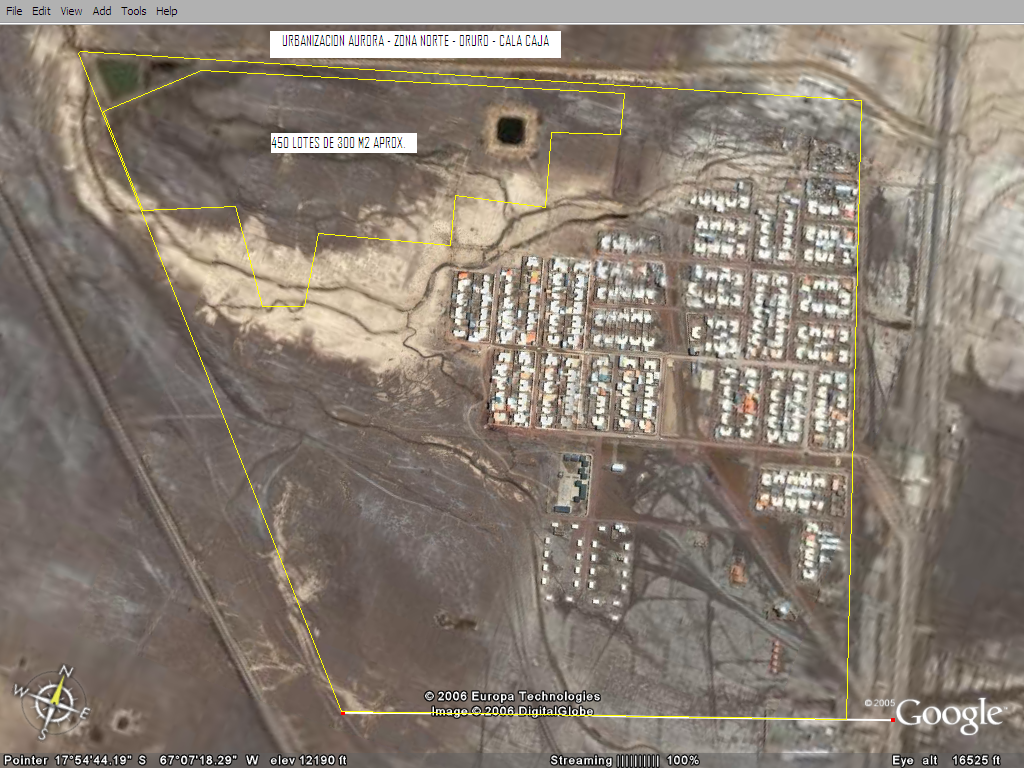 File Edit View Add Tools Help
URBANIZACION AURORA - ZONA NORTE - ORURO - CALA CAJA
450 LOTES DE 300 M2 APROX.
N
W
E
S
© 2006 Europa Technologies
Image © 2006 DigitalGlobe
©2005 Google™
Pointer 17°54'44.19" S 67°07'18.29" W elev 12190 ft Streaming |||||||||| 100% Eye alt 16525 ft